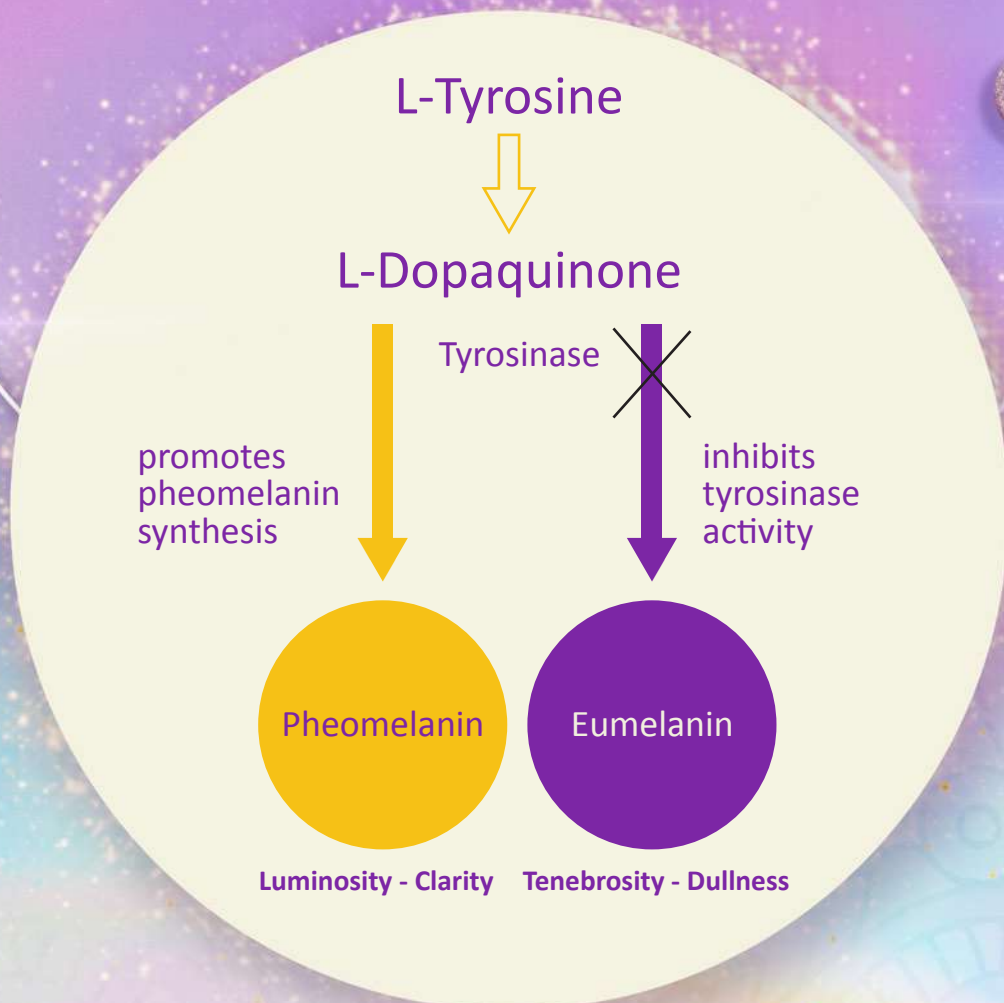 L-Tyrosine
L-Dopaquinone
Tyrosinase
promotes
pheomelanin
synthesis
inhibits
tyrosinase
activity
Pheomelanin
Eumelanin
Luminosity - Clarity
Tenebrosity - Dullness